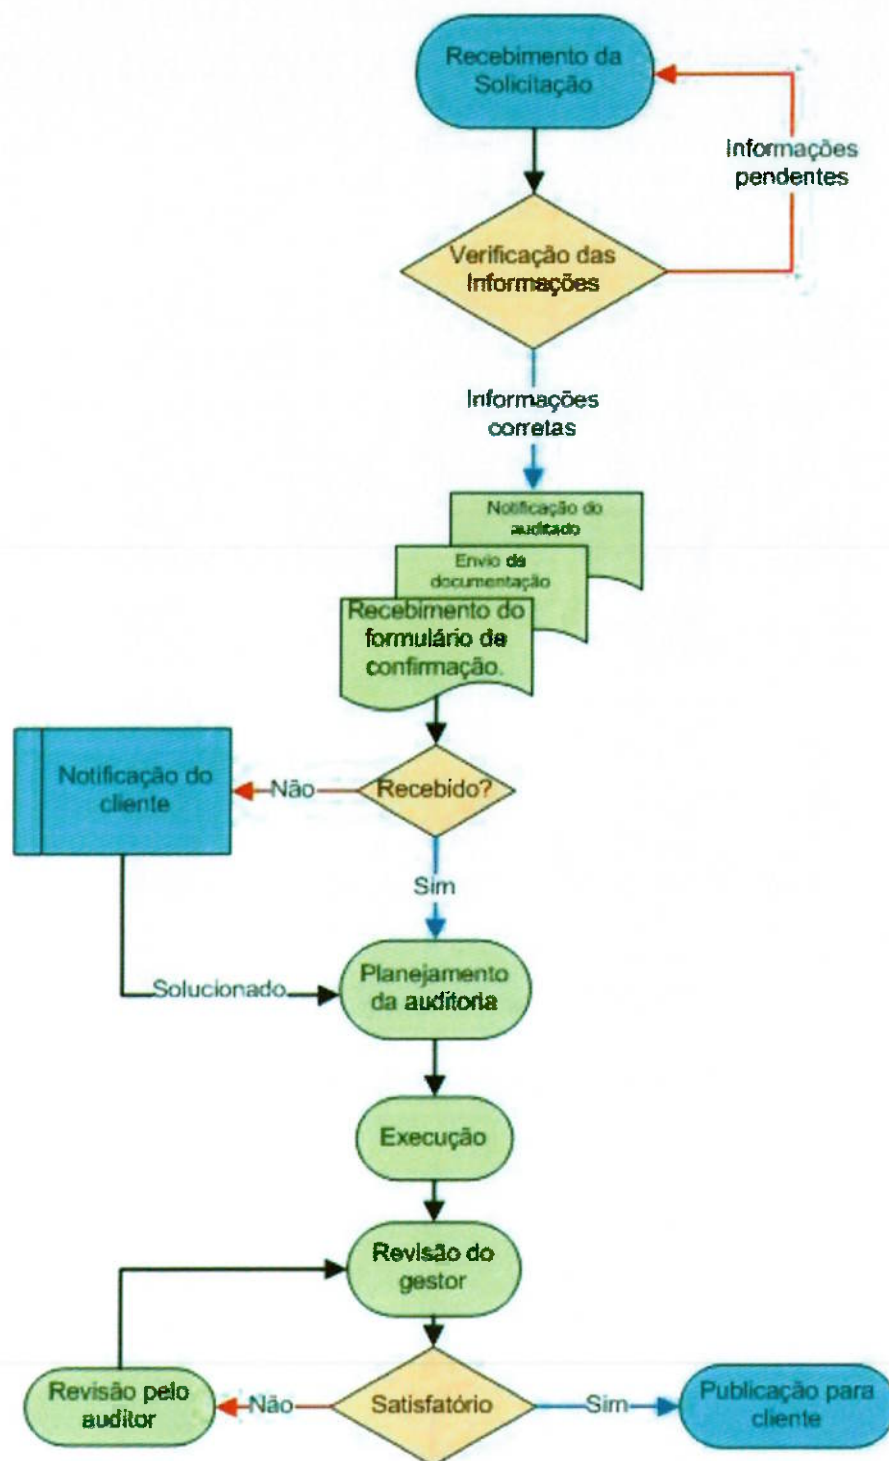 Recebimento da
Solicitação
Informações
pendentes
Verificação das
Informações
Informações
corretas
Notificação do
auditado
Envio de
documentação
Recebimento do
formulário de
confirmação.
Notificação do
cliente
Não
Recebido?
Sim
Planejamento
da auditoria
Solucionado
Execução
Revisão do
gestor
Revisão pelo
auditor
Não
Satisfatório
Sim
Publicação para
cliente